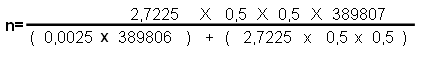 2,7225 X 0,5 X 0,5 X 389807
n=
( 0,0025 x 389806 ) + ( 2,7225 x 0,5 x 0,5 )